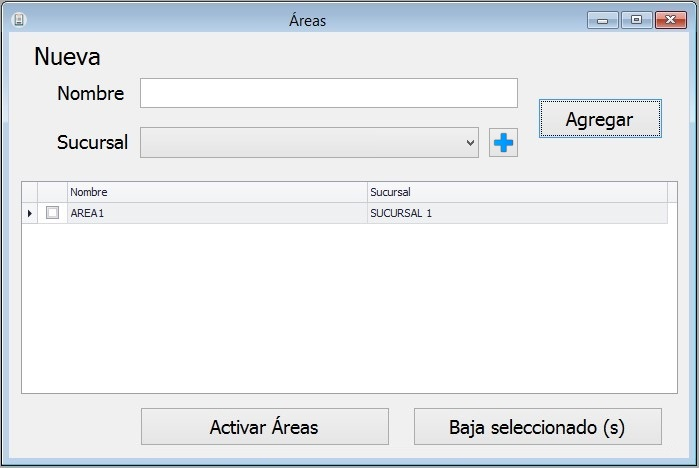 Áreas
Nueva
Nombre
Agregar
Sucursal
Nombre Sucursal
AREA1 SUCURSAL 1
Activar Áreas Baja seleccionado (s)